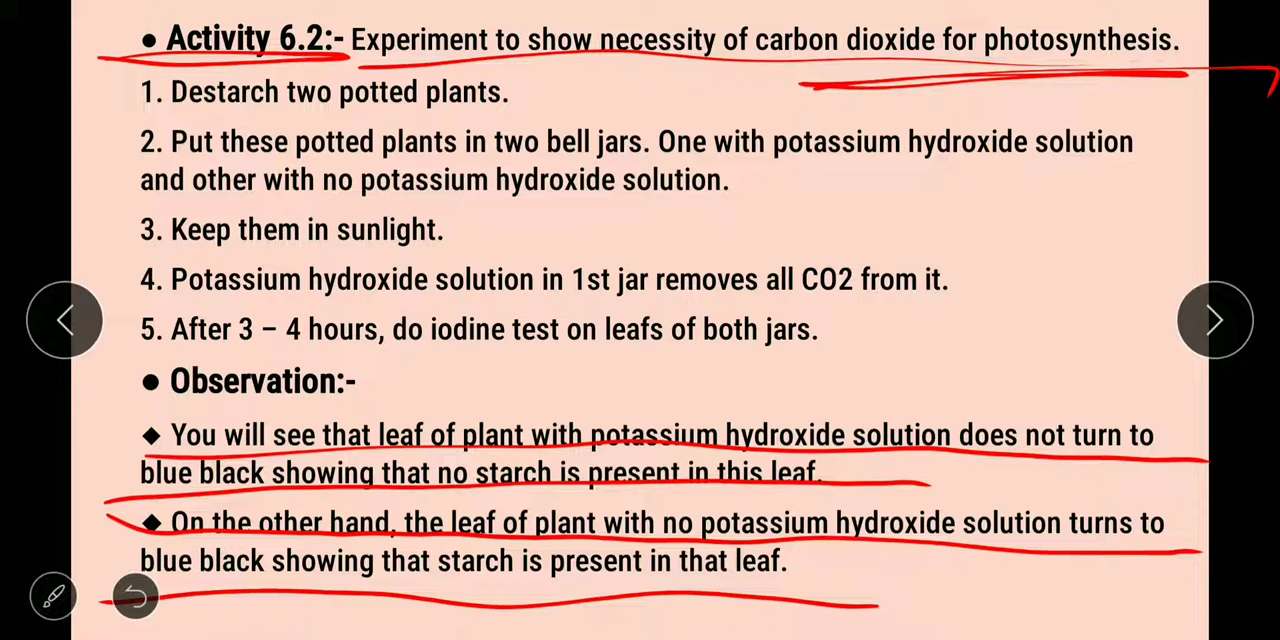 ● Activity 6.2:- Experiment to show necessity of carbon dioxide for photosynthesis.
1. Destarch two potted plants.
2. Put these potted plants in two bell jars. One with potassium hydroxide solution
and other with no potassium hydroxide solution.
3. Keep them in sunlight.
4. Potassium hydroxide solution in 1st jar removes all CO2 from it.
5. After 3 – 4 hours, do iodine test on leafs of both jars.
● Observation:-
◆ You will see that leaf of plant with potassium hydroxide solution does not turn to
blue black showing that no starch is present in this leaf.
◆ On the other hand, the leaf of plant with no potassium hydroxide solution turns to
blue black showing that starch is present in that leaf.